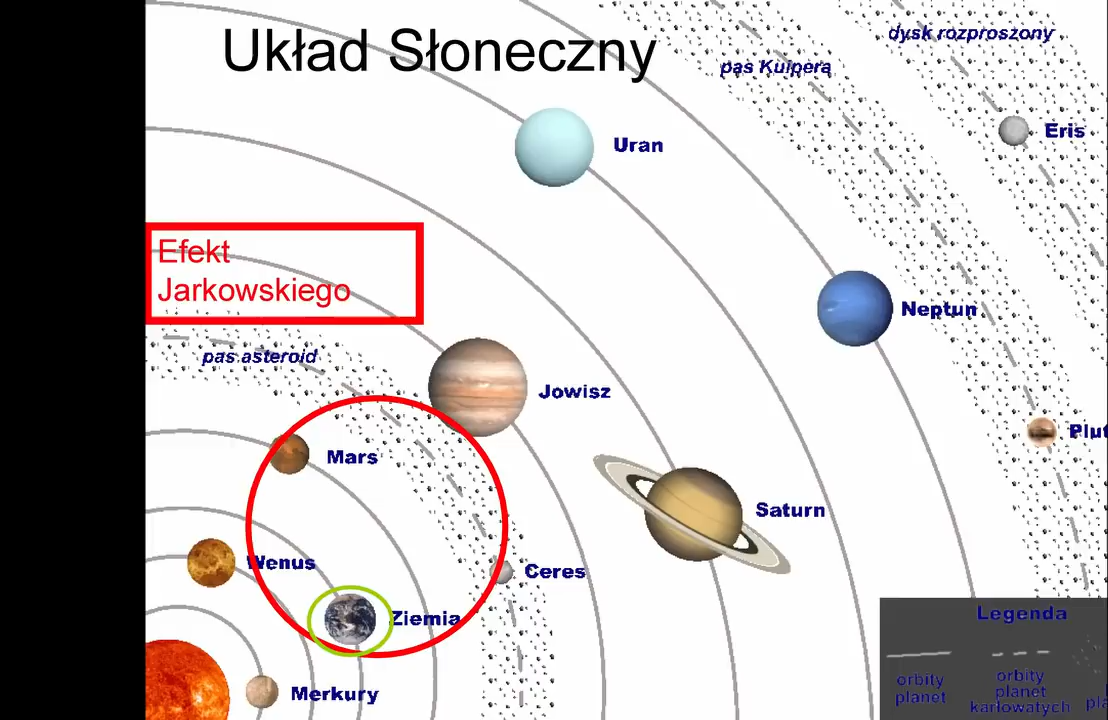 Układ Słoneczny
dysk rozproszony
pas Kuipera
Eris
Uran
Efekt
Jarkowskiego
Neptun
pas asteroid
Jowisz
Mars
Saturn
Wenus
Ceres
Ziemia
Merkury
Legenda
orbity
planet
orbity
planet
karłowatych